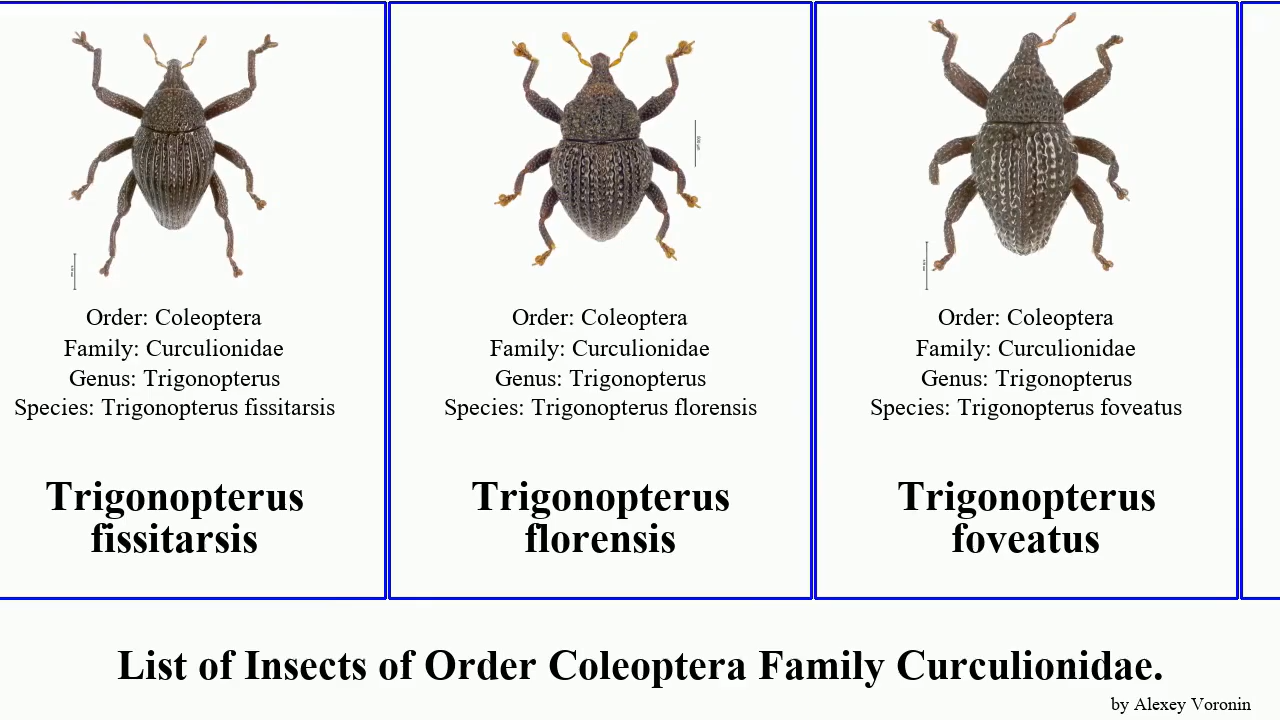 Order: Coleoptera
Family: Curculionidae
Genus: Trigonopterus
Species: Trigonopterus fissitarsis
Trigonopterus
fissitarsis
Order: Coleoptera
Family: Curculionidae
Genus: Trigonopterus
Species: Trigonopterus florensis
Trigonopterus
florensis
Order: Coleoptera
Family: Curculionidae
Genus: Trigonopterus
Species: Trigonopterus foveatus
Trigonopterus
foveatus
List of Insects of Order Coleoptera Family Curculionidae.
by Alexey Voronin